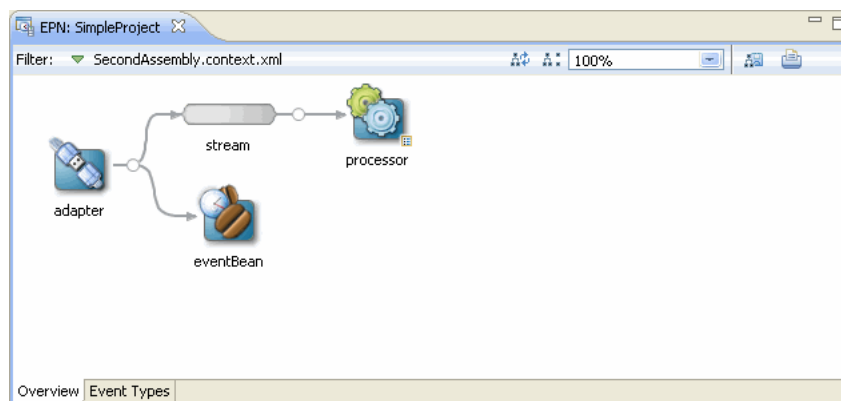 EPN: SimpleProject
Filter: SecondAssembly.context.xml 100%
stream
processor
adapter
eventBean
Overview Event Types